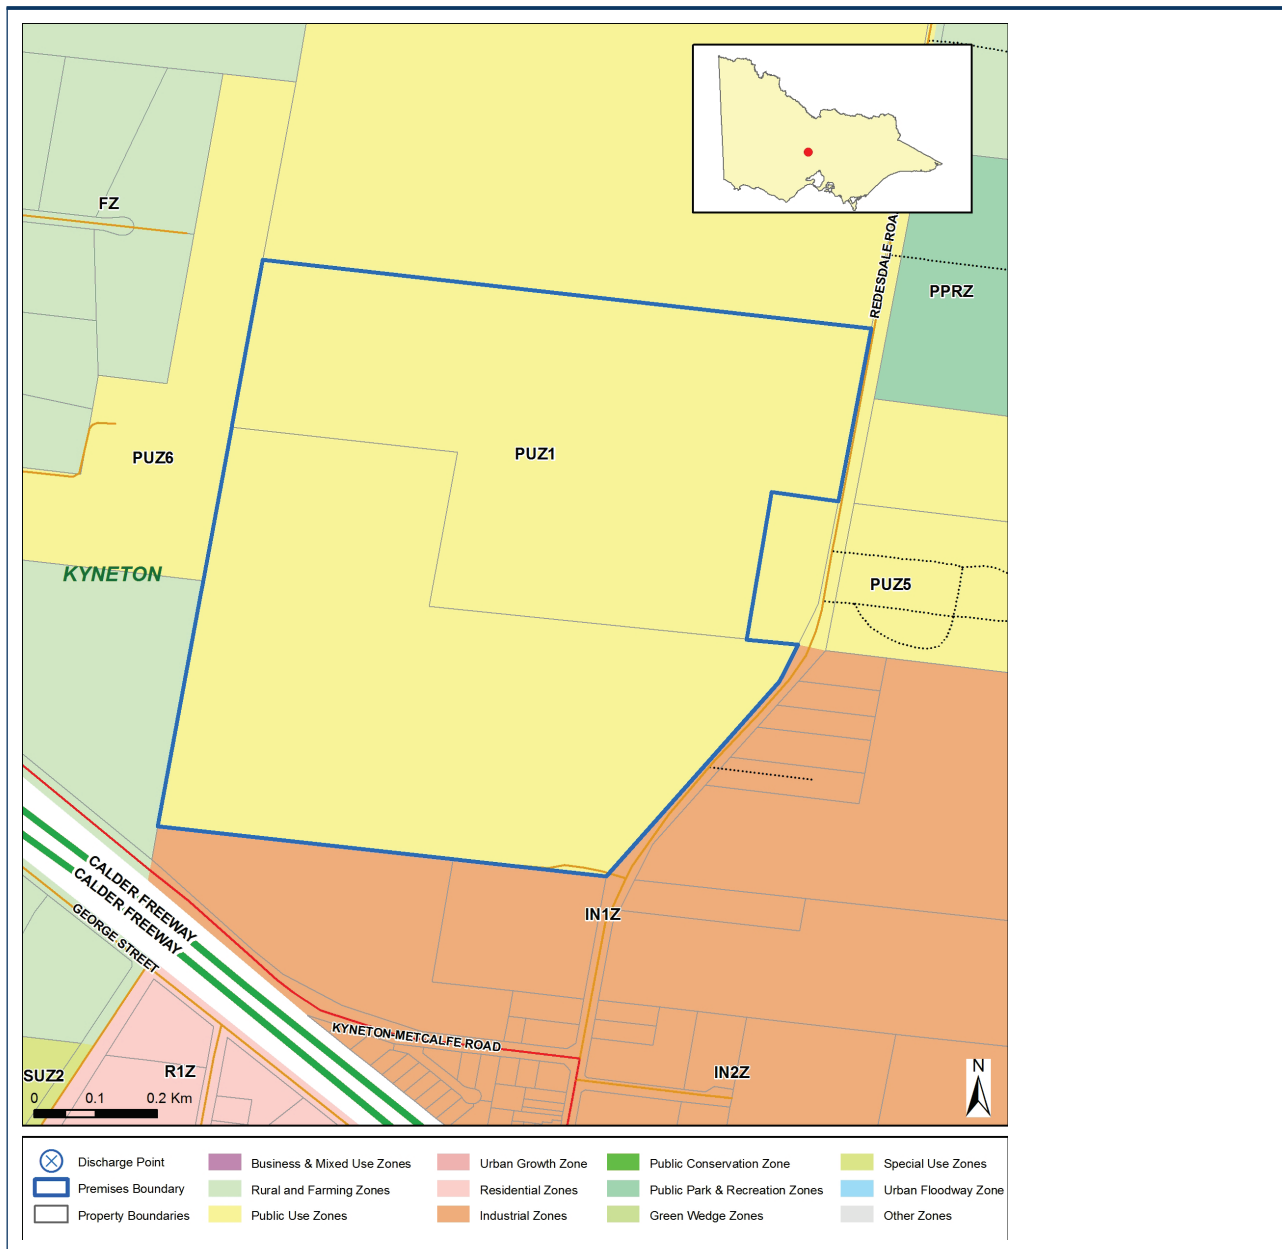 FZ
REDESDALE ROA
PPRZ
PUZ1
PUZ6
KYNETON
PUZ5
CALDER FREEWAY
CALDER FREEWAY
GEORGE STREET
IN1Z
KYNETON METCALFE ROAD
R1Z
SUZ2
IN2Z
N
0 0.1 0.2 Km
Discharge Point
Premises Boundary
Property Boundaries
Business & Mixed Use Zones
Rural and Farming Zones
Public Use Zones
Urban Growth Zone
Residential Zones
Industrial Zones
Public Conservation Zone
Public Park & Recreation Zones
Green Wedge Zones
Special Use Zones
Urban Floodway Zone
Other Zones